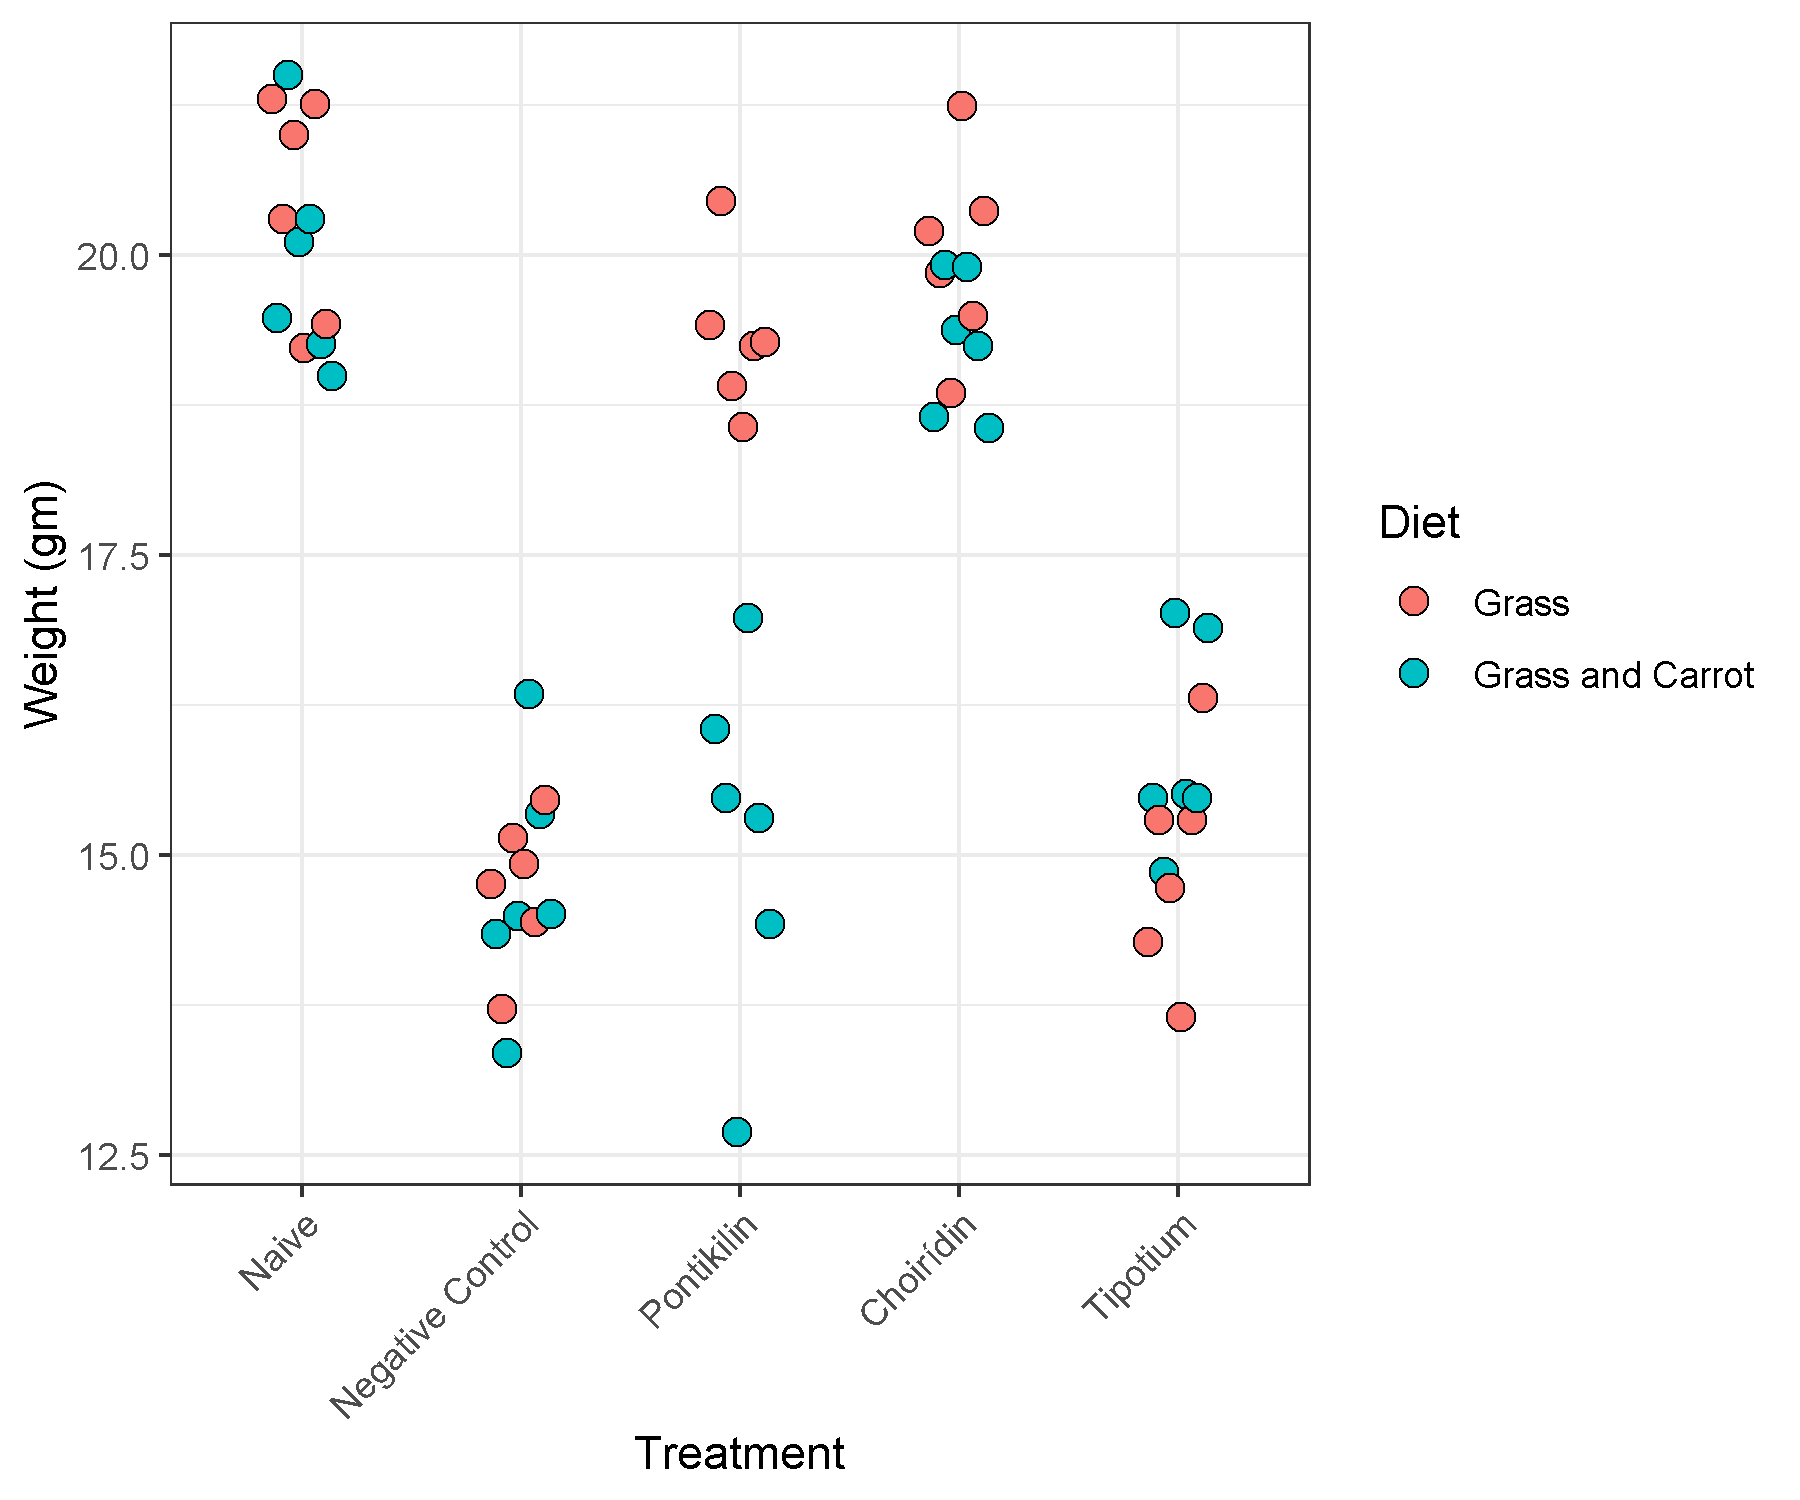 Weight (gm)
20.0
17.5
15.0
12.5
Naive
Negative Control
Pontikilin
Choirídin
Tipotium
Treatment
Diet
Grass
Grass and Carrot